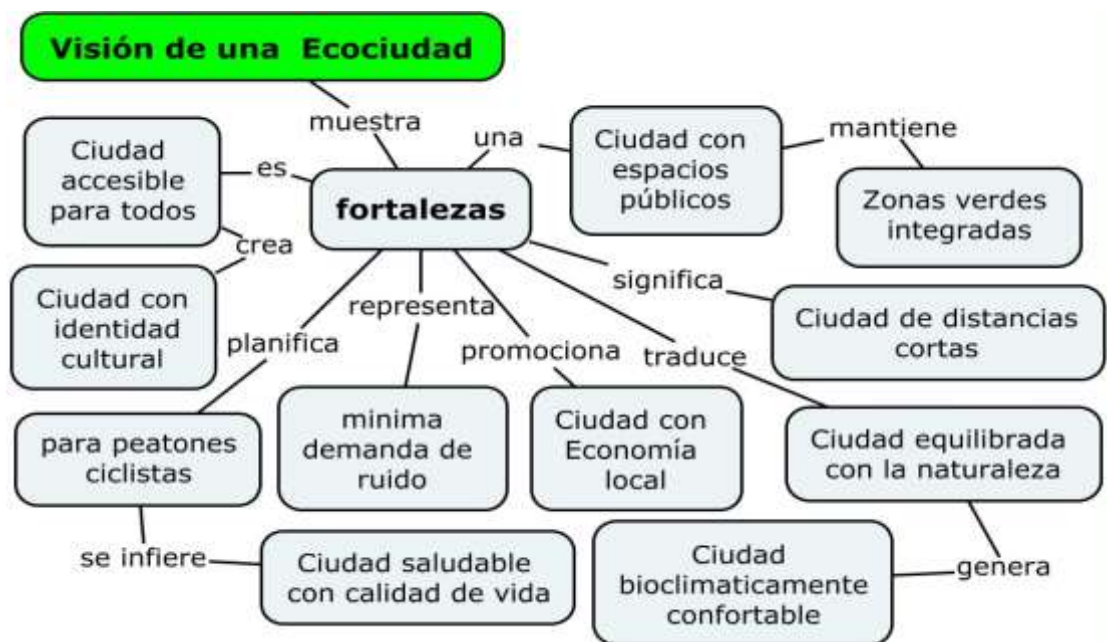 Visión de una Ecociudad
muestra
una
Ciudad con
espacios
públicos
mantiene
Zonas verdes
integradas
Ciudad
accesible
para todos
es
fortalezas
crea
Ciudad con
identidad
cultural
significa
Ciudad de distancias
cortas
representa
planifica
promociona
traduce
para peatones
ciclistas
minima
demanda de
ruido
Ciudad con
Economía
local
Ciudad equilibrada
con la naturaleza
se infiere
Ciudad saludable
con calidad de vida
Ciudad
bioclimaticamente
confortable
genera